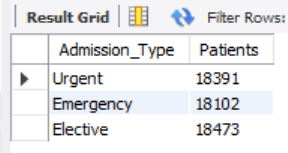 Result Grid Filter Rows:
Admission_Type Patients
Urgent 18391
Emergency 18102
Elective 18473